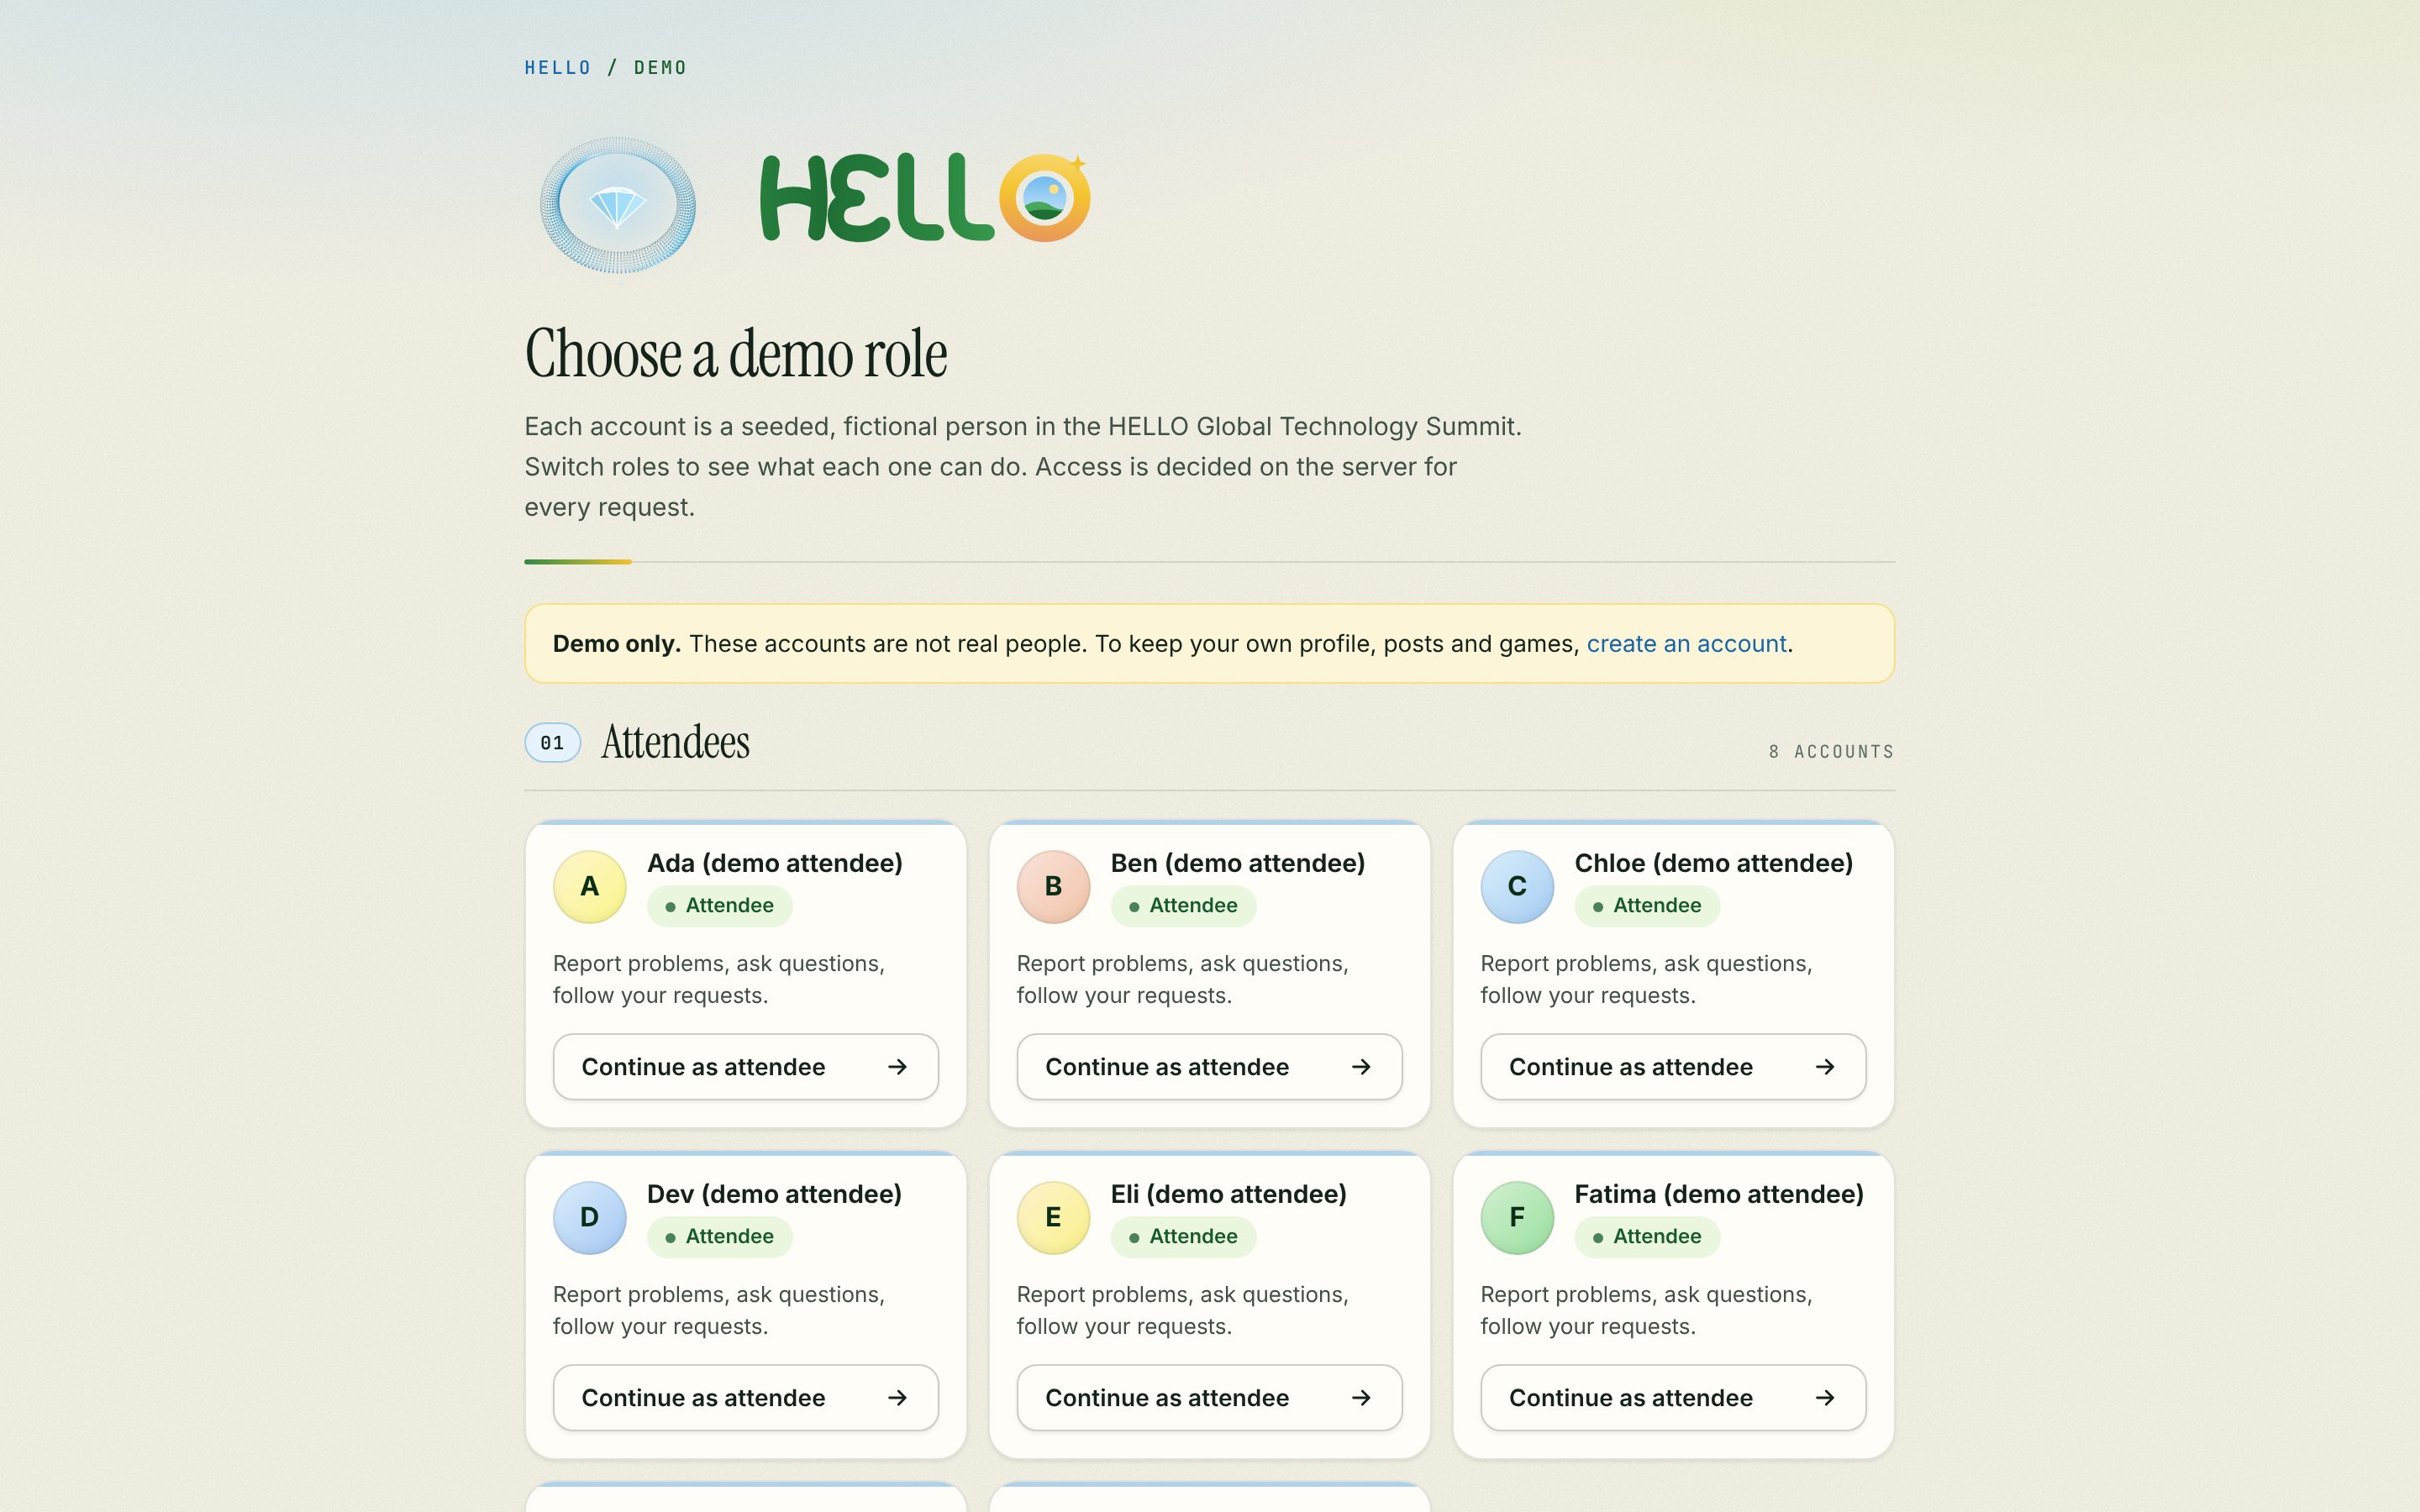 HELLO / DEMO
HELLO
Choose a demo role
Each account is a seeded, fictional person in the HELLO Global Technology Summit.
Switch roles to see what each one can do. Access is decided on the server for
every request.
Demo only. These accounts are not real people. To keep your own profile, posts and games, create an account.
01 Attendees 8 ACCOUNTS
A Ada (demo attendee)
Attendee
Report problems, ask questions,
follow your requests.
Continue as attendee →
B Ben (demo attendee)
Attendee
Report problems, ask questions,
follow your requests.
Continue as attendee →
C Chloe (demo attendee)
Attendee
Report problems, ask questions,
follow your requests.
Continue as attendee →
D Dev (demo attendee)
Attendee
Report problems, ask questions,
follow your requests.
Continue as attendee →
E Eli (demo attendee)
Attendee
Report problems, ask questions,
follow your requests.
Continue as attendee →
F Fatima (demo attendee)
Attendee
Report problems, ask questions,
follow your requests.
Continue as attendee →